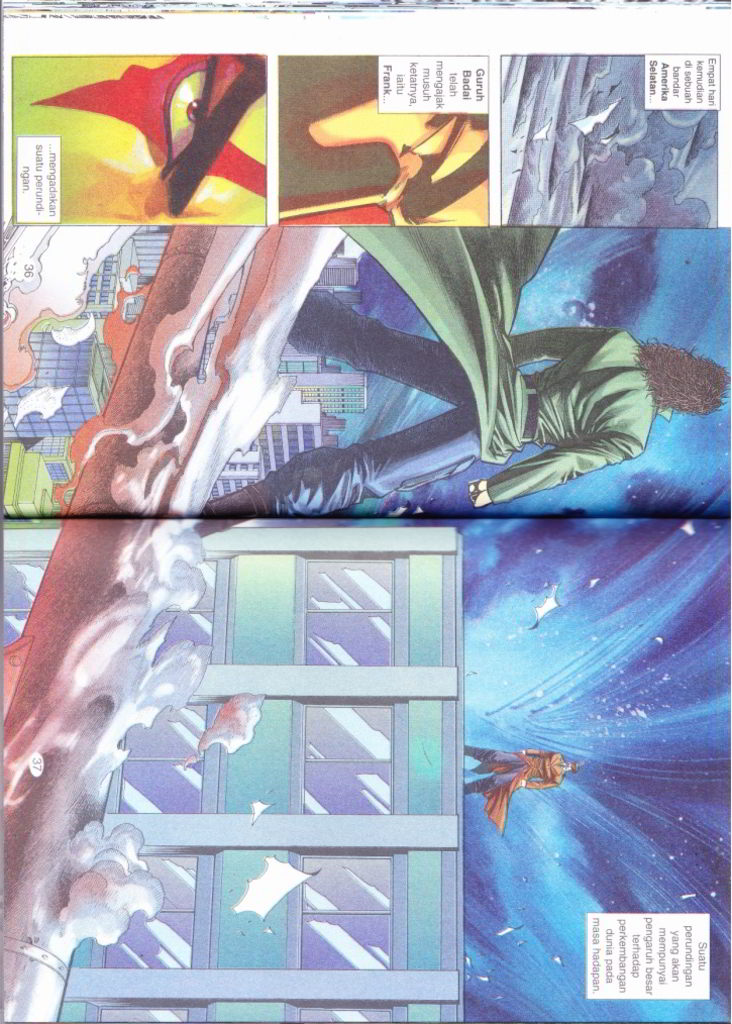 Empat hari
kemudian
di sebuah
bandar
Amerika
Selatan...
Guruh
Badai
telah
mengajak
musuh
ketatnya,
iaitu
Frank...
...mengadakan
suatu perundi-
ngan.
36
Suatu
perundingan
yang akan
mempunyai
pengaruh besar
terhadap
perkembangan
dunia pada
masa hadapan.
37